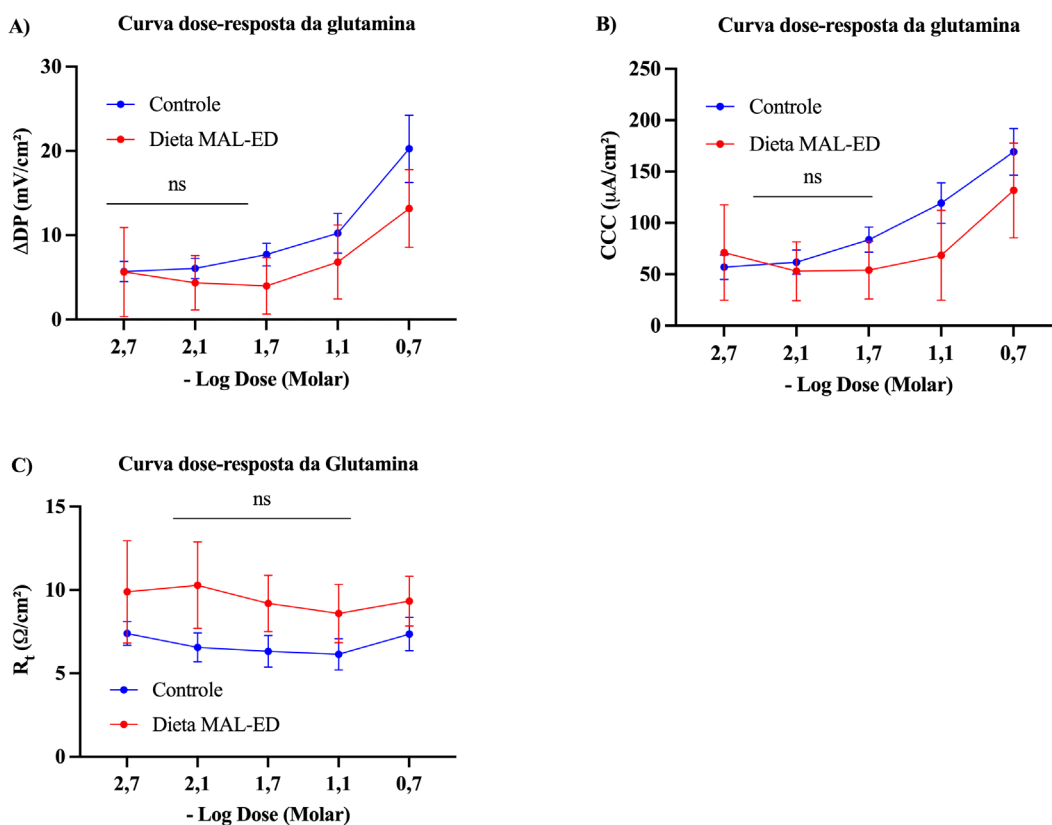 A)
Curva dose-resposta da glutamina
30
20
10
0
ΔDP (mV/cm²)
Controle
Dieta MAL-ED
ns
2,7 2,1 1,7 1,1 0,7
- Log Dose (Molar)
B)
Curva dose-resposta da glutamina
250
200
150
100
50
0
CCC (µA/cm²)
Controle
Dieta MAL-ED
ns
2,7 2,1 1,7 1,1 0,7
- Log Dose (Molar)
C)
Curva dose-resposta da Glutamina
15
10
5
0
Rt (Ω/cm²)
ns
Controle
Dieta MAL-ED
2,7 2,1 1,7 1,1 0,7
- Log Dose (Molar)